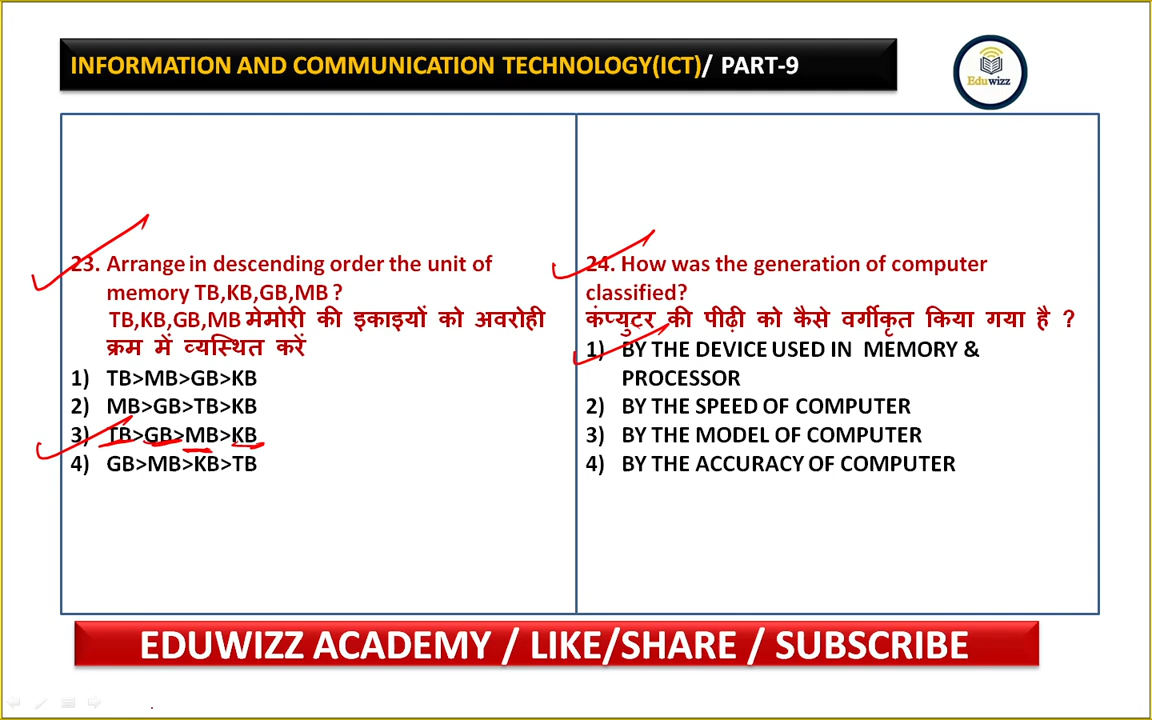 INFORMATION AND COMMUNICATION TECHNOLOGY(ICT)/ PART-9
Eduwizz
23. Arrange in descending order the unit of
memory TB,KB,GB,MB ?
TB,KB,GB,MB मेमोरी की इकाइयों को अवरोही
क्रम में व्यस्थित करें
1) TB>MB>GB>KB
2) MB>GB>TB>KB
3) TB>GB>MB>KB
4) GB>MB>KB>TB
24. How was the generation of computer
classified?
कंप्युटर की पीढ़ी को कैसे वर्गीकृत किया गया है ?
1) BY THE DEVICE USED IN MEMORY &
PROCESSOR
2) BY THE SPEED OF COMPUTER
3) BY THE MODEL OF COMPUTER
4) BY THE ACCURACY OF COMPUTER
EDUWIZZ ACADEMY / LIKE/SHARE / SUBSCRIBE